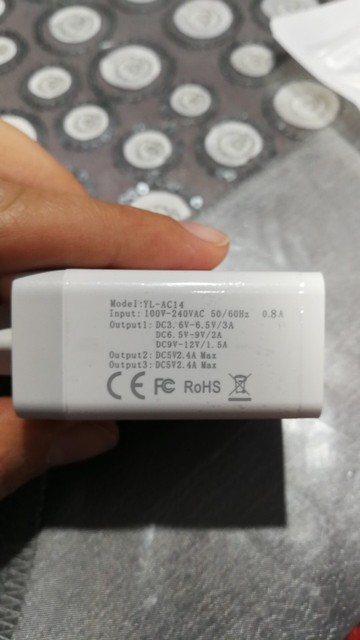 Model:YL-AC14
Input: 100V-240VAC 50/60Hz 0.8A
Output1: DC3.6V-6.5V/3A
DC6.5V-9V/2A
DC9V-12V/1.5A
Output2: DC5V2.4A Max
Output3: DC5V2.4A Max
CE FC RoHS